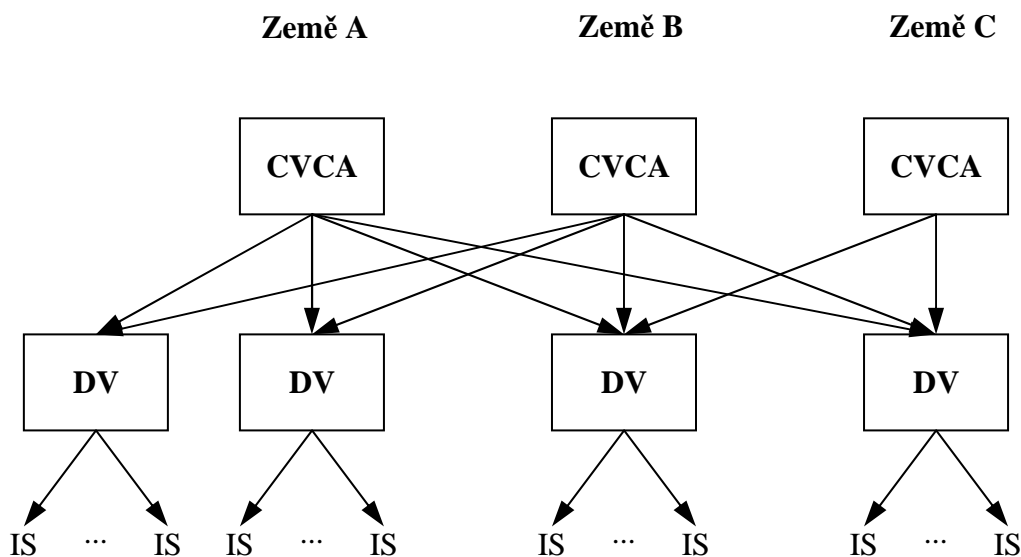 Země A Země B Země C
CVCA CVCA CVCA
DV DV DV DV
IS ... IS IS ... IS IS ... IS IS ... IS